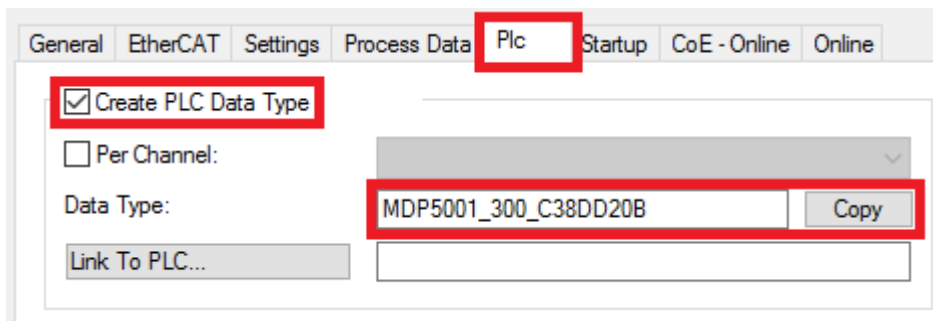 General EtherCAT Settings Process Data Plc Startup CoE - Online Online
Create PLC Data Type
Per Channel:
Data Type: MDP5001_300_C38DD20B Copy
Link To PLC...